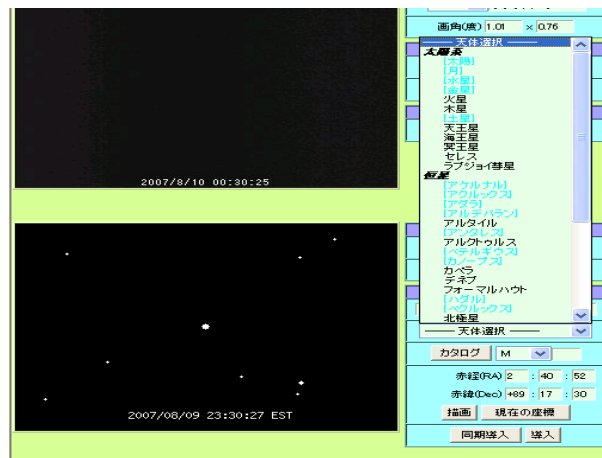 画角(度) 1.01 × 0.76
―― 天体選択 ――
太陽系
[太陽]
[月]
[水星]
[金星]
火星
木星
[土星]
天王星
海王星
冥王星
セレス
ラブジョイ彗星
恒星
[アケルナル]
[アクルックス]
[アダラ]
[アルデバラン]
アルタイル
[アンタレス]
アルクトゥルス
[ベテルギウス]
[カノープス]
カペラ
デネブ
フォーマルハウト
[ハダル]
[ベクルックス]
北極星
―― 天体選択 ――
カタログ M
赤経(RA) 2 : 40 : 52
赤緯(Dec) +89 : 17 : 30
描画 現在の座標
同期導入 導入
2007/8/10 00:30:25
2007/08/09 23:30:27 EST